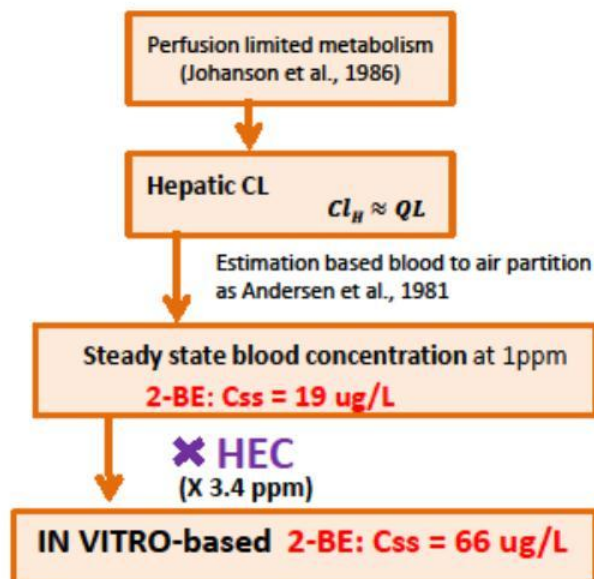 Perfusion limited metabolism
(Johanson et al., 1986)
Hepatic CL
Cl_H ≈ QL
Estimation based blood to air partition
as Andersen et al., 1981
Steady state blood concentration at 1ppm
2-BE: Css = 19 ug/L
✖ HEC
(X 3.4 ppm)
IN VITRO-based 2-BE: Css = 66 ug/L